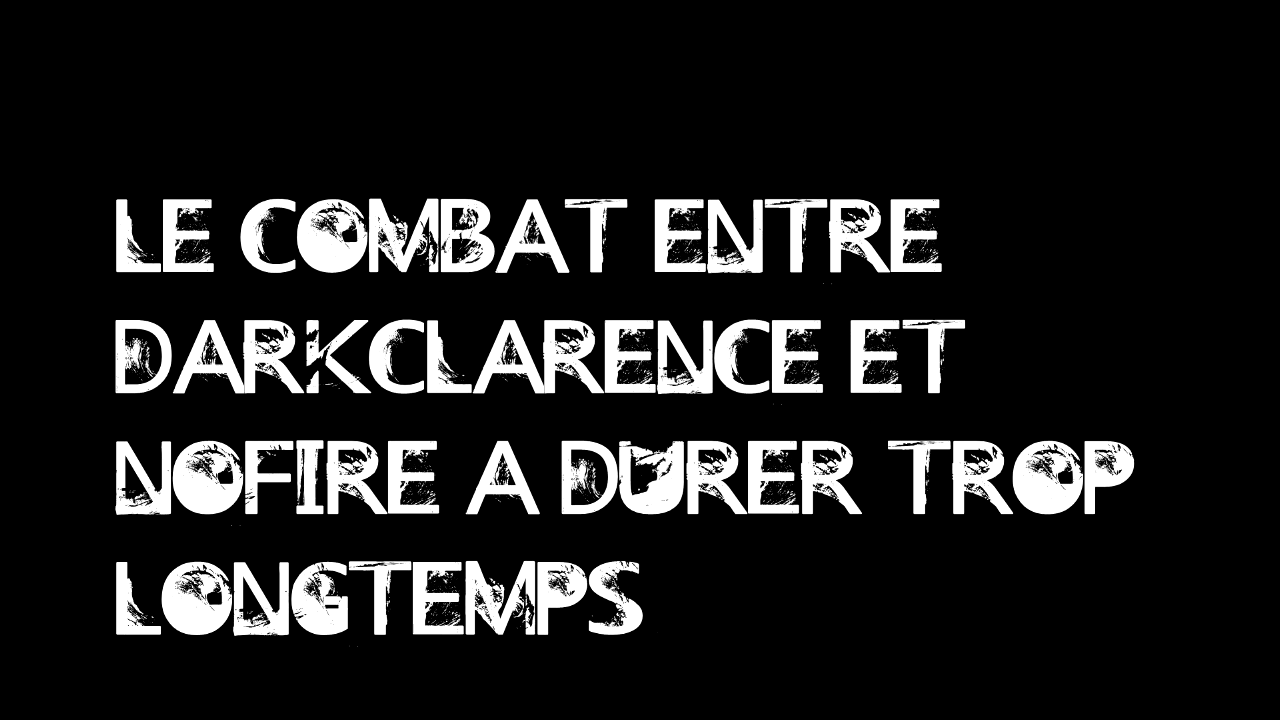 LE COMBAT ENTRE
DARKCLARENCE ET
NOFIRE A DURER TROP
LONGTEMPS